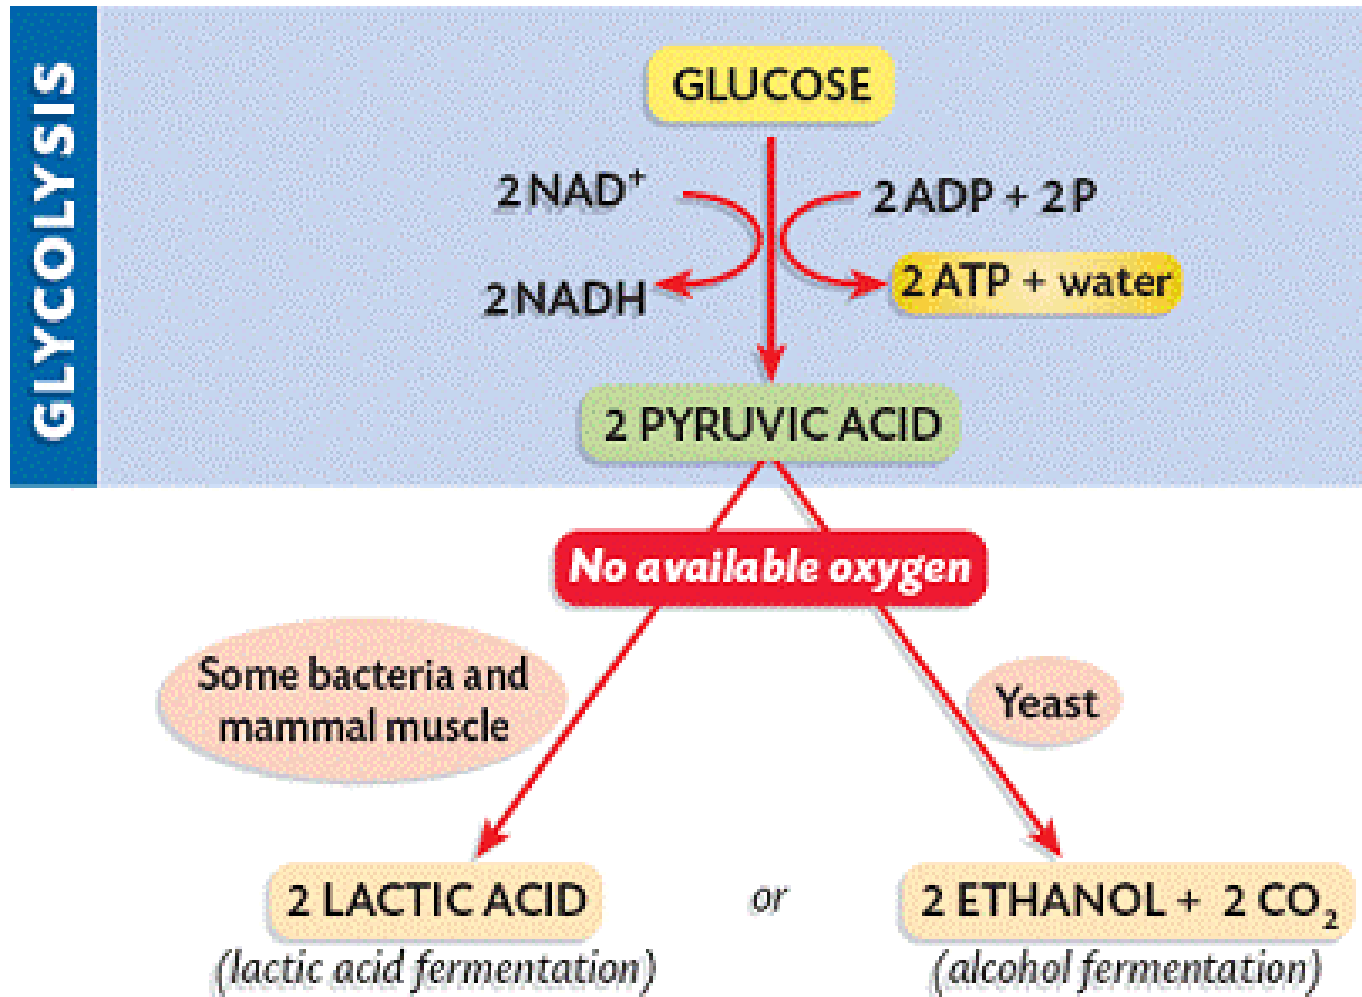 GLYCOLYSIS
GLUCOSE
2 NAD⁺
2 ADP + 2 P
2 NADH
2 ATP + water
2 PYRUVIC ACID
No available oxygen
Some bacteria and
mammal muscle
Yeast
2 LACTIC ACID
or
2 ETHANOL + 2 CO₂
(lactic acid fermentation)
(alcohol fermentation)